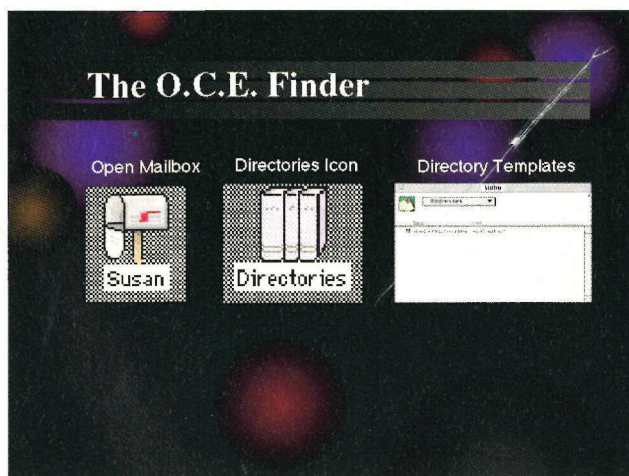 The O.C.E. Finder
Open Mailbox
Directories Icon
Directory Templates
Susan
Directories